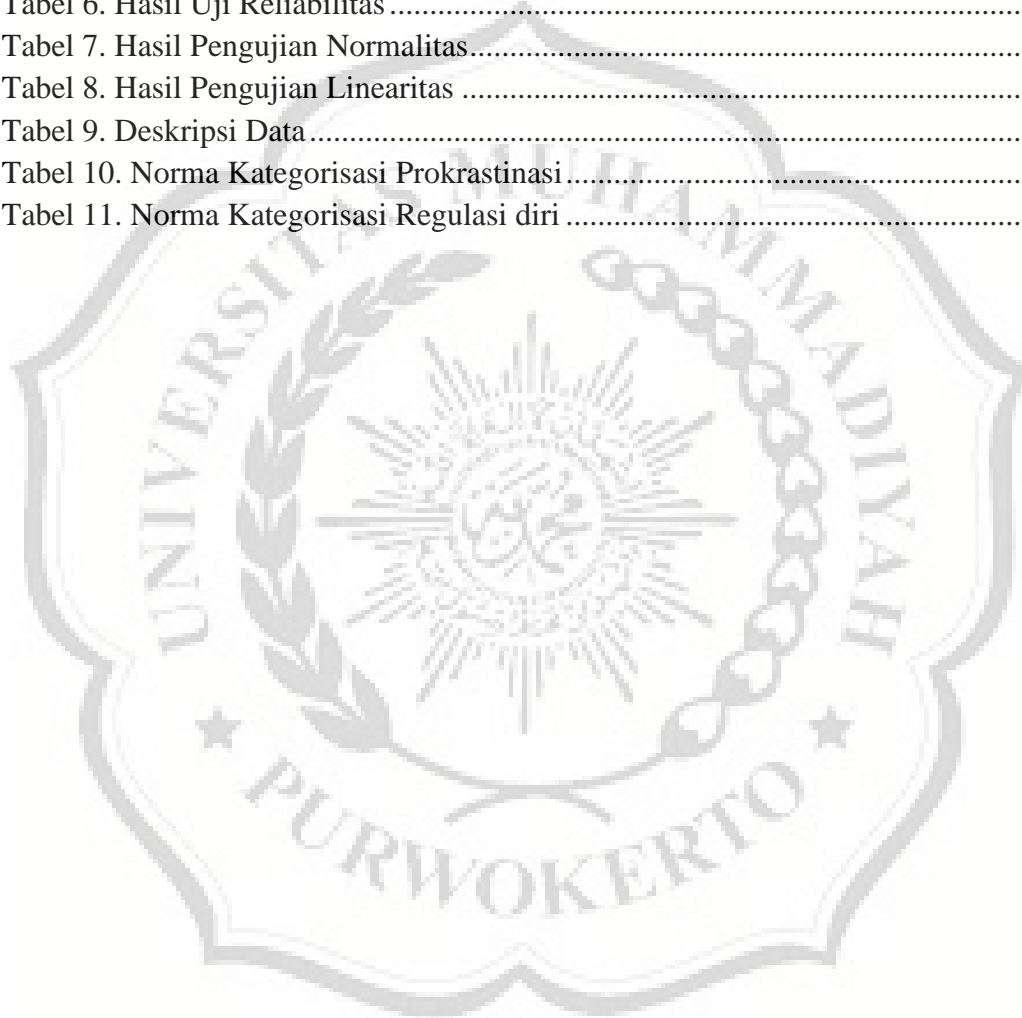 Tabel 6. Hasil Uji Reliabilitas ................................................................................
Tabel 7. Hasil Pengujian Normalitas......................................................................
Tabel 8. Hasil Pengujian Linearitas ......................................................................
Tabel 9. Deskripsi Data.........................................................................................
Tabel 10. Norma Kategorisasi Prokrastinasi.........................................................
Tabel 11. Norma Kategorisasi Regulasi diri .........................................................
UNIVERSITAS MUHAMMADIYAH
PURWOKERTO